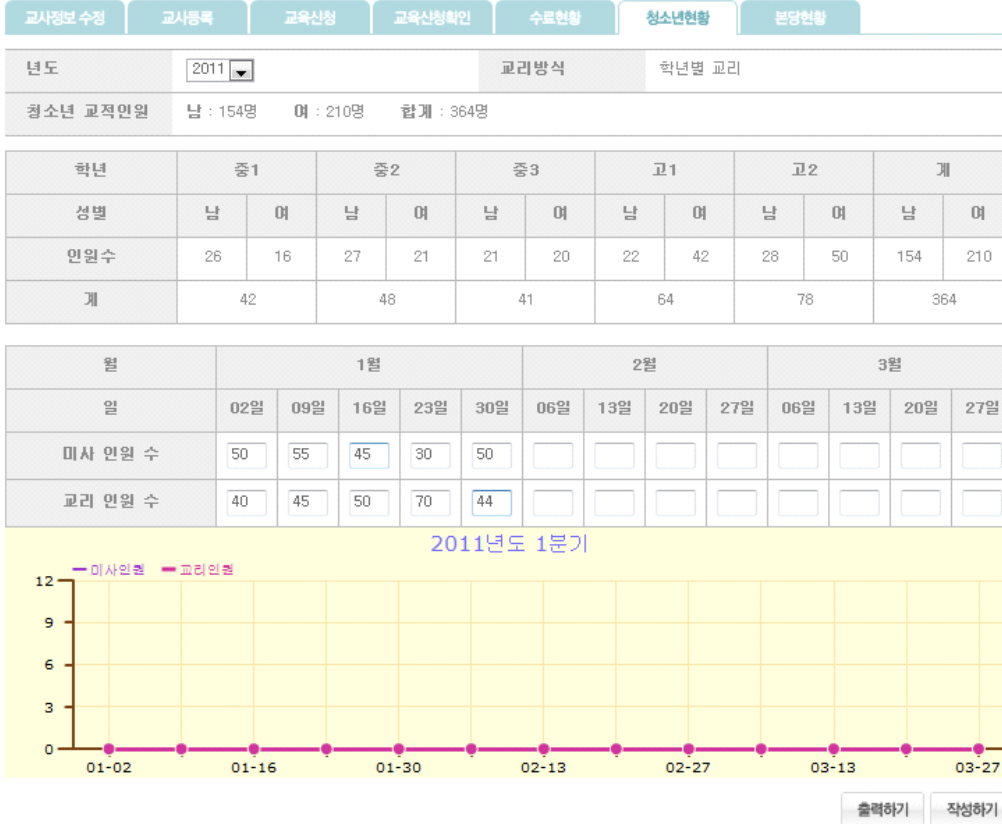 교사정보 수정 교사등록 교육신청 교육신청확인 수료현황 청소년현황 본당현황
년도 2011 교리방식 학년별 교리
청소년 교적인원 남 : 154명 여 : 210명 합계 : 364명
학년 중1 중2 중3 고1 고2 계
성별 남 여 남 여 남 여 남 여 남 여 남 여
인원수 26 16 27 21 21 20 22 42 28 50 154 210
계 42 48 41 64 78 364
월 1월 2월 3월
일 02일 09일 16일 23일 30일 06일 13일 20일 27일 06일 13일 20일 27일
미사 인원 수 50 55 45 30 50
교리 인원 수 40 45 50 70 44
2011년도 1분기
미사인원 교리인원
12
9
6
3
0
01-02 01-16 01-30 02-13 02-27 03-13 03-27
출력하기 작성하기